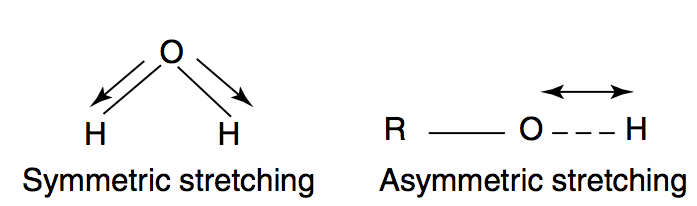 O
H H
R O H
Symmetric stretching
Asymmetric stretching